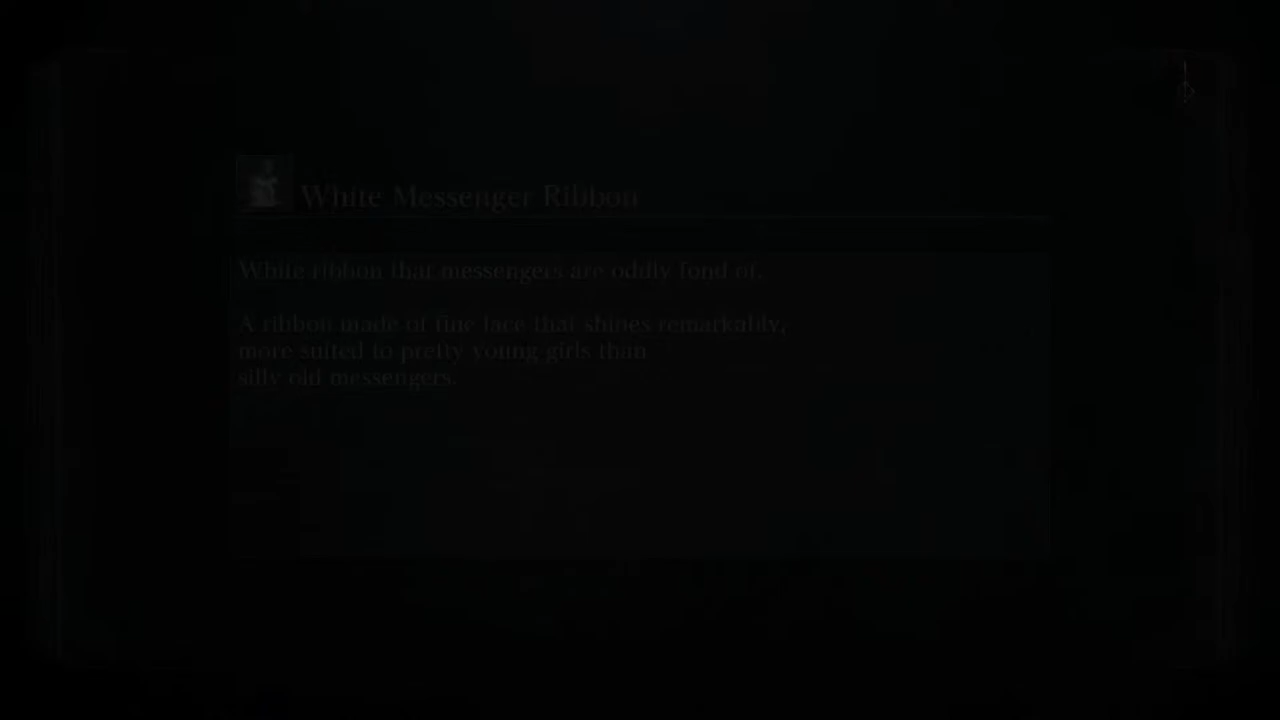 White Messenger Ribbon
White ribbon that messengers are oddly fond of.
A ribbon made of fine lace that shines remarkably,
more suited to pretty young girls than
silly old messengers.